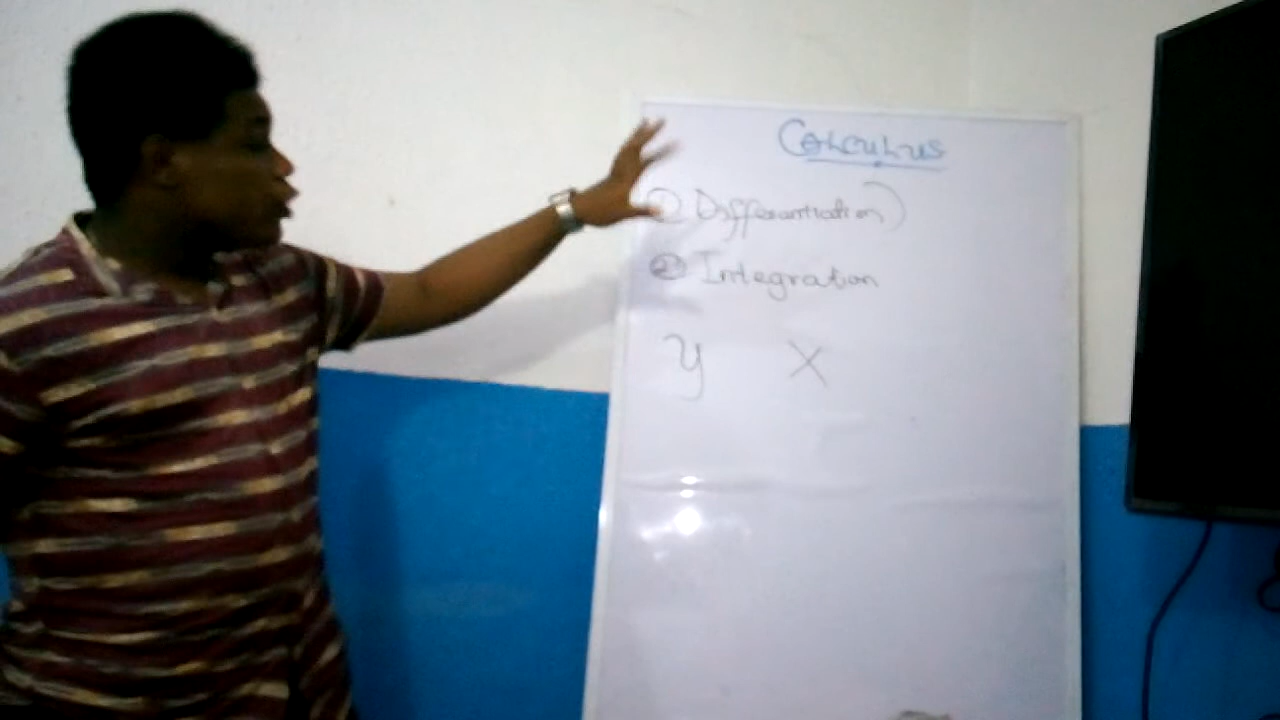 Calculus
① Differentiation)
② Integration
y x